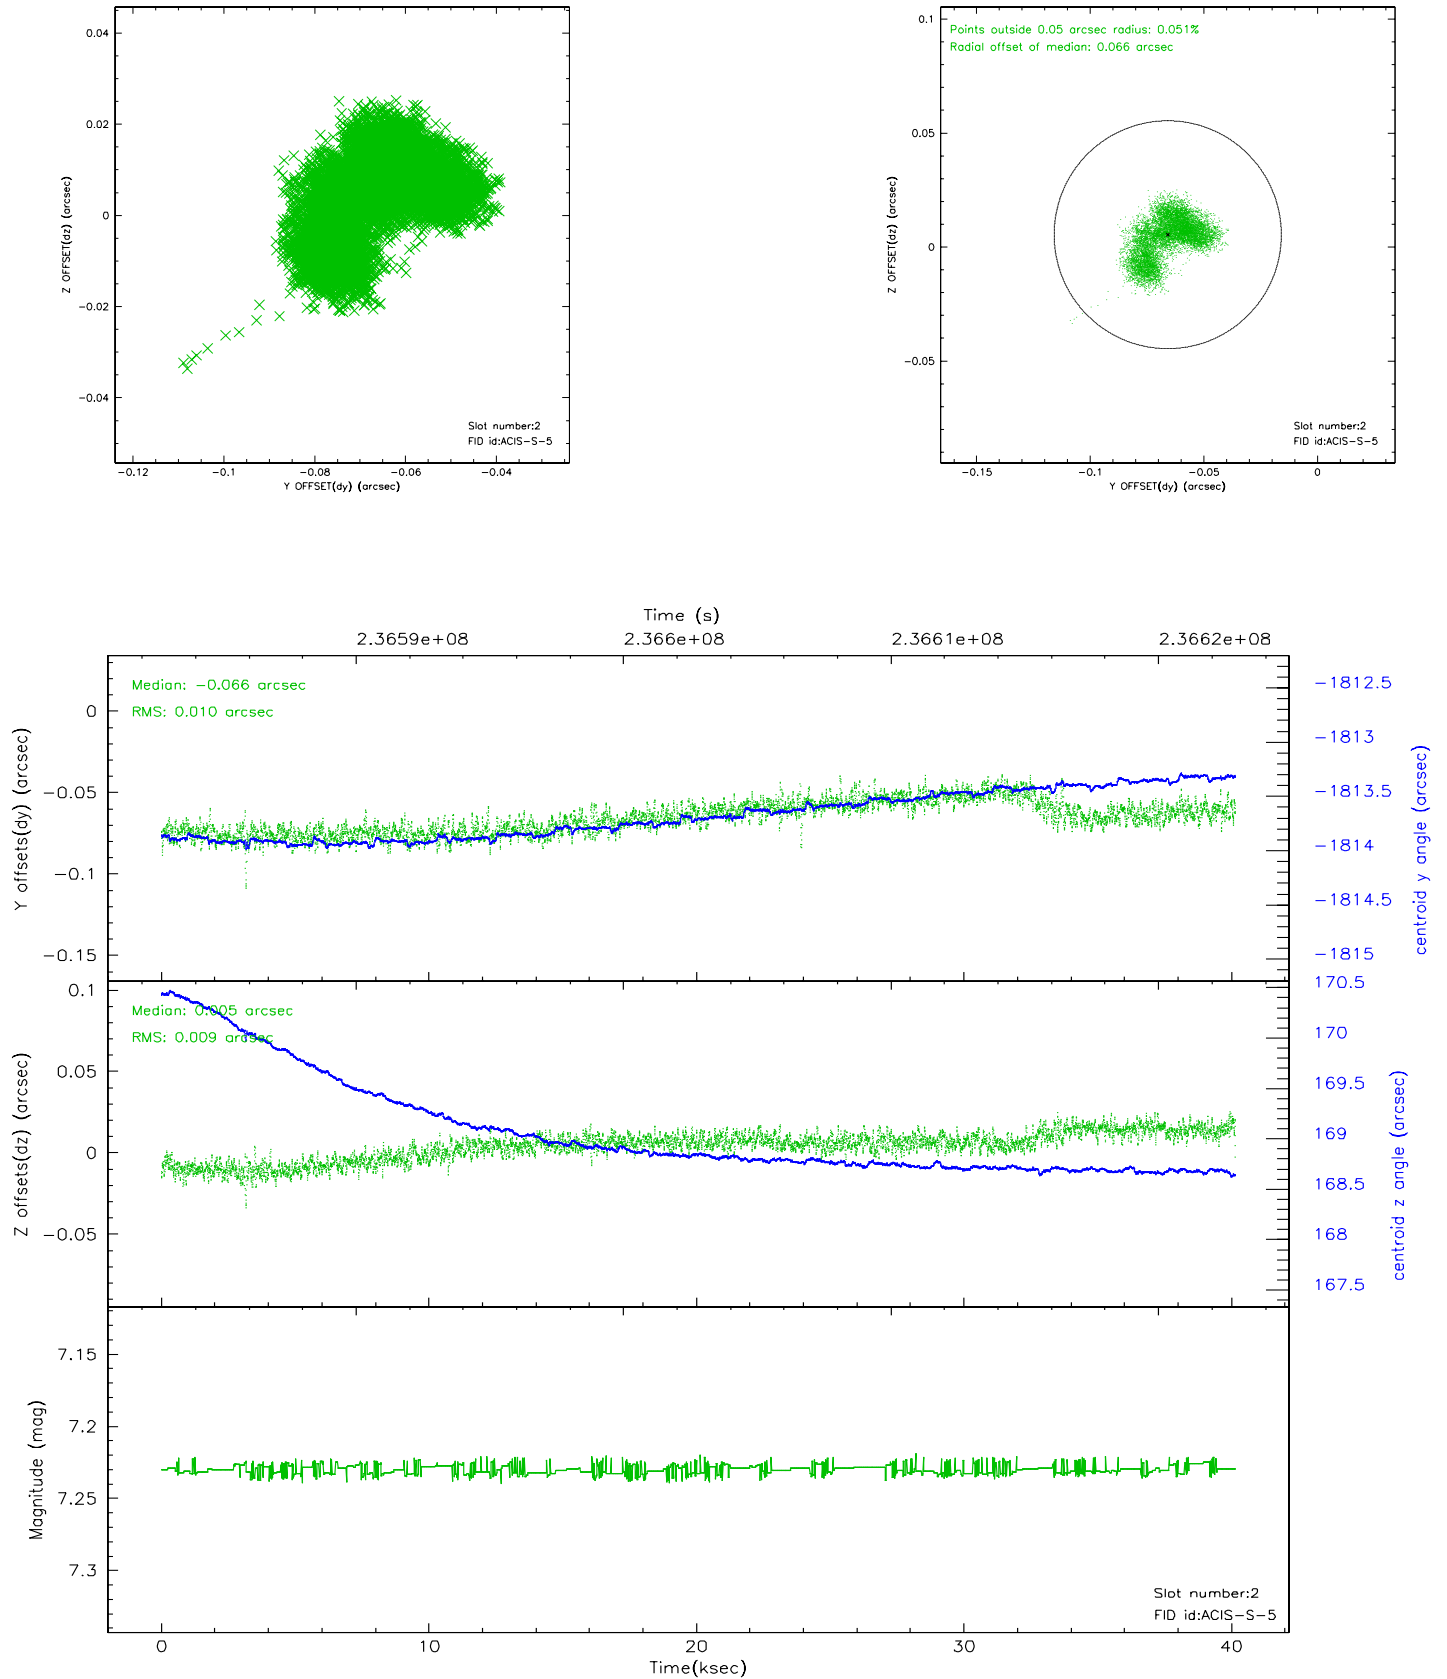 0.04
0.02
0
−0.02
−0.04
Z OFFSET(dz) (arcsec)
Slot number:2
FID id:ACIS−S−5
−0.12
−0.1
−0.08
−0.06
−0.04
Y OFFSET(dy) (arcsec)
Points outside 0.05 arcsec radius: 0.051%
Radial offset of median: 0.066 arcsec
0.1
0.05
0
−0.05
Z OFFSET(dz) (arcsec)
Slot number:2
FID id:ACIS−S−5
−0.15
−0.1
−0.05
0
Y OFFSET(dy) (arcsec)
Time (s)
2.3659e+08
2.366e+08
2.3661e+08
2.3662e+08
Median: −0.066 arcsec
RMS: 0.010 arcsec
0
−0.05
−0.1
−0.15
Y offsets(dy) (arcsec)
−1812.5
−1813
−1813.5
−1814
−1814.5
−1815
centroid y angle (arcsec)
Median: 0.005 arcsec
RMS: 0.009 arcsec
0.1
0.05
0
−0.05
Z offsets(dz) (arcsec)
170.5
170
169.5
169
168.5
168
167.5
centroid z angle (arcsec)
7.15
7.2
7.25
7.3
Magnitude (mag)
Slot number:2
FID id:ACIS−S−5
0
10
20
30
40
Time(ksec)